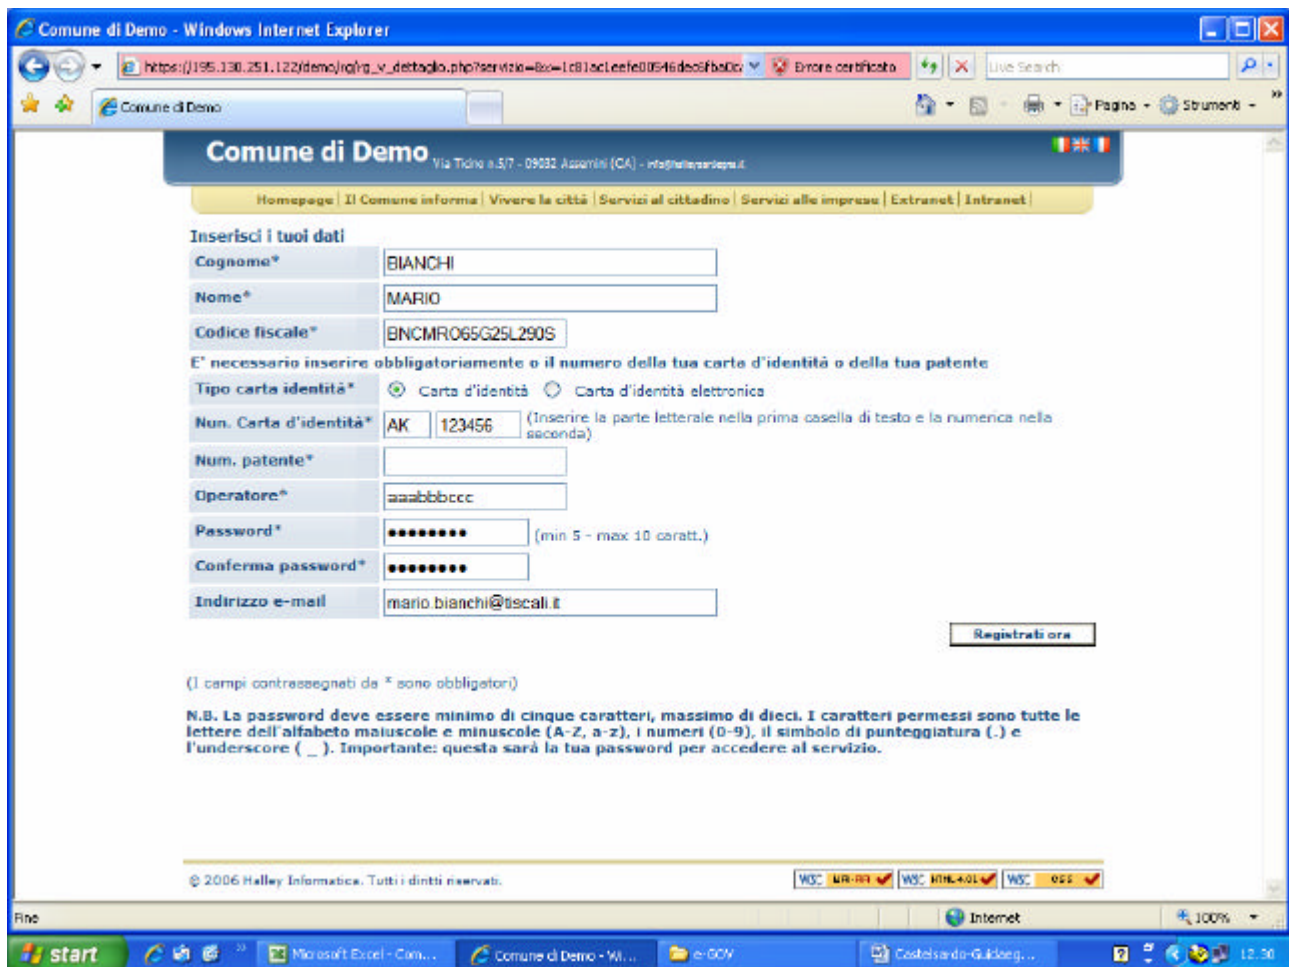 Comune di Demo - Windows Internet Explorer
Errore certificato
Live Search
Comune di Demo
Pagina
Strumenti
Comune di Demo Via Ticino n.5/7 - 09032 Assemini (CA) - info@halleysardegna.it
Homepage | Il Comune informa | Vivere la città | Servizi al cittadino | Servizi alle imprese | Extranet | Intranet |
Inserisci i tuoi dati
Cognome* BIANCHI
Nome* MARIO
Codice fiscale* BNCMRO65G25L290S
E' necessario inserire obbligatoriamente o il numero della tua carta d'identità o della tua patente
Tipo carta identità* Carta d'identità Carta d'identità elettronica
Nun. Carta d'identità* AK 123456 (Inserire la parte letterale nella prima casella di testo e la numerica nella
seconda)
Num. patente*
Operatore* aaabbbccc
Password* •••••••• (min 5 - max 10 caratt.)
Conferma password* ••••••••
Indirizzo e-mail mario.bianchi@tiscali.it
Registrati ora
(I campi contrassegnati da * sono obbligatori)
N.B. La password deve essere minimo di cinque caratteri, massimo di dieci. I caratteri permessi sono tutte le
lettere dell'alfabeto maiuscole e minuscole (A-Z, a-z), i numeri (0-9), il simbolo di punteggiatura (.) e
l'underscore ( _ ). Importante: questa sarà la tua password per accedere al servizio.
© 2006 Halley Informatica. Tutti i diritti riservati.
W3C WAI-AA W3C HTML 4.01 W3C CSS
Fine
Internet
100%
start
Microsoft Excel - Com...
Comune di Demo - Wi...
e-GOV
Castelsardo-Guidaeg...
12.30